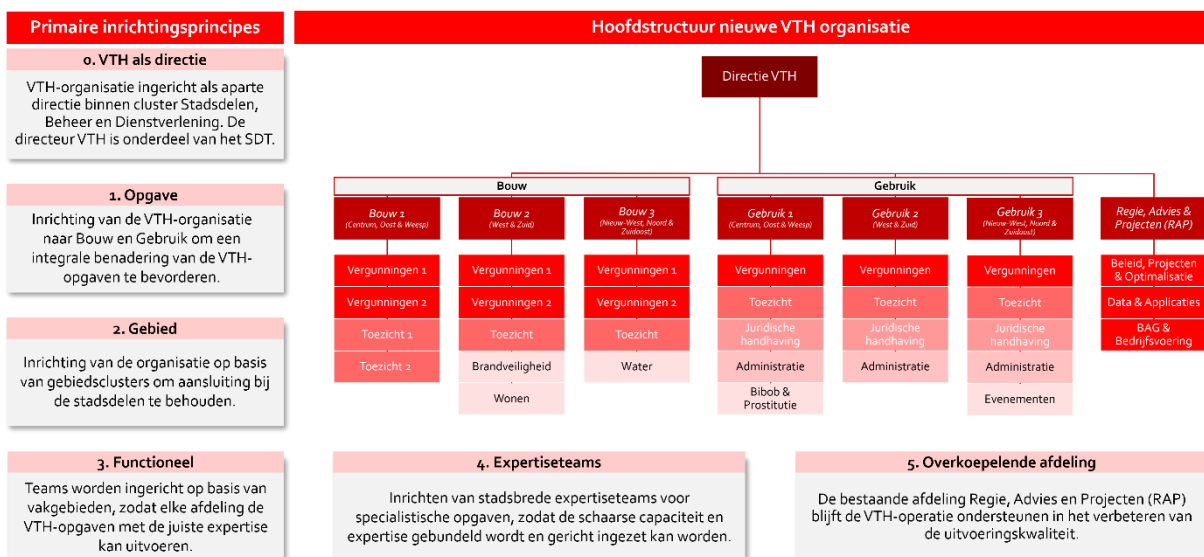 Primaire inrichtingsprincipes
0. VTH als directie
VTH-organisatie ingericht als aparte
directie binnen cluster Stadsdelen,
Beheer en Dienstverlening. De
directeur VTH is onderdeel van het SDT.
1. Opgave
Inrichting van de VTH-organisatie
naar Bouw en Gebruik om een
integrale benadering van de VTH-
opgaven te bevorderen.
2. Gebied
Inrichting van de organisatie op basis
van gebiedsclusters om aansluiting bij
de stadsdelen te behouden.
3. Functioneel
Teams worden ingericht op basis van
vakgebieden, zodat elke afdeling de
VTH-opgaven met de juiste expertise
kan uitvoeren.
Hoofdstructuur nieuwe VTH organisatie
Directie VTH
Bouw
Bouw 1
(Centrum, Oost & Weesp)
Vergunningen 1
Vergunningen 2
Toezicht 1
Toezicht 2
Bouw 2
(West & Zuid)
Vergunningen 1
Vergunningen 2
Toezicht
Brandveiligheid
Wonen
Bouw 3
(Nieuw-West, Noord &
Zuidoost)
Vergunningen 1
Vergunningen 2
Toezicht
Water
Gebruik
Gebruik 1
(Centrum, Oost & Weesp)
Vergunningen
Toezicht
Juridische
handhaving
Administratie
Bibob &
Prostitutie
Gebruik 2
(West & Zuid)
Vergunningen
Toezicht
Juridische
handhaving
Administratie
Gebruik 3
(Nieuw-West, Noord &
Zuidoost)
Vergunningen
Toezicht
Juridische
handhaving
Administratie
Evenementen
Regie, Advies &
Projecten (RAP)
Beleid, Projecten
& Optimalisatie
Data & Applicaties
BAG &
Bedrijfsvoering
4. Expertiseteams
Inrichten van stadsbrede expertiseteams voor
specialistische opgaven, zodat de schaarse capaciteit en
expertise gebundeld wordt en gericht ingezet kan worden.
5. Overkoepelende afdeling
De bestaande afdeling Regie, Advies en Projecten (RAP)
blijft de VTH-operatie ondersteunen in het verbeteren van
de uitvoeringskwaliteit.